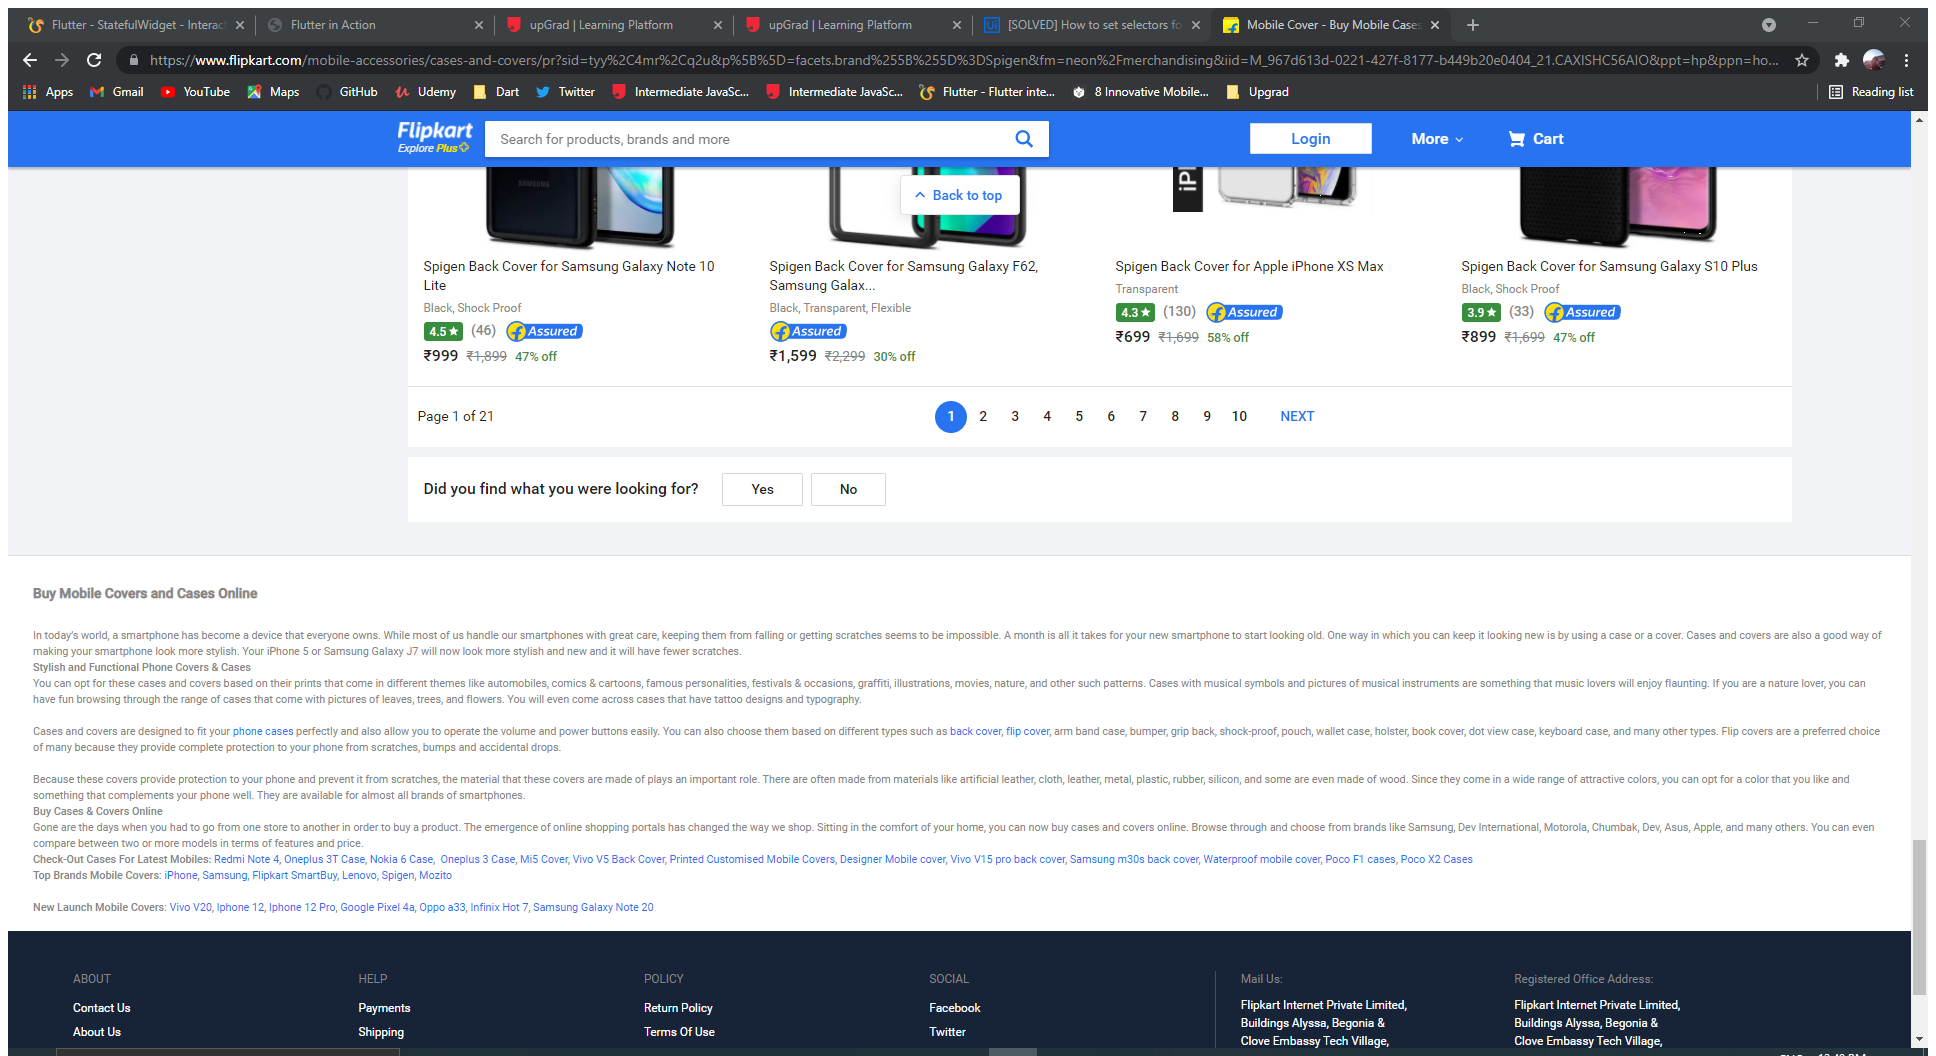 Flutter - StatefulWidget - Interac
Flutter in Action
upGrad | Learning Platform
upGrad | Learning Platform
[SOLVED] How to set selectors fo
Mobile Cover - Buy Mobile Cases
https://www.flipkart.com/mobile-accessories/cases-and-covers/pr?sid=tyy%2C4mr%2Cq2u&p%5B%5D=facets.brand%255B%255D%3DSpigen&fm=neon%2Fmerchandising&iid=M_967d613d-0221-427f-8177-b449b20e0404_21.CAXISHC56AIO&ppt=hp&ppn=ho...
Apps
Gmail
YouTube
Maps
GitHub
Udemy
Dart
Twitter
Intermediate JavaSc...
Intermediate JavaSc...
Flutter - Flutter inte...
8 Innovative Mobile...
Upgrad
Reading list
Flipkart
Explore Plus
Search for products, brands and more
Login
More
Cart
SAMSUNG
iP
Back to top
Spigen Back Cover for Samsung Galaxy Note 10
Lite
Black, Shock Proof
4.5★ (46) Assured
₹999 ₹1,899 47% off
Spigen Back Cover for Samsung Galaxy F62,
Samsung Galax...
Black, Transparent, Flexible
Assured
₹1,599 ₹2,299 30% off
Spigen Back Cover for Apple iPhone XS Max
Transparent
4.3★ (130) Assured
₹699 ₹1,699 58% off
Spigen Back Cover for Samsung Galaxy S10 Plus
Black, Shock Proof
3.9★ (33) Assured
₹899 ₹1,699 47% off
Page 1 of 21
1 2 3 4 5 6 7 8 9 10 NEXT
Did you find what you were looking for? Yes No
Buy Mobile Covers and Cases Online
In today's world, a smartphone has become a device that everyone owns. While most of us handle our smartphones with great care, keeping them from falling or getting scratches seems to be impossible. A month is all it takes for your new smartphone to start looking old. One way in which you can keep it looking new is by using a case or a cover. Cases and covers are also a good way of
making your smartphone look more stylish. Your iPhone 5 or Samsung Galaxy J7 will now look more stylish and new and it will have fewer scratches.
Stylish and Functional Phone Covers & Cases
You can opt for these cases and covers based on their prints that come in different themes like automobiles, comics & cartoons, famous personalities, festivals & occasions, graffiti, illustrations, movies, nature, and other such patterns. Cases with musical symbols and pictures of musical instruments are something that music lovers will enjoy flaunting. If you are a nature lover, you can
have fun browsing through the range of cases that come with pictures of leaves, trees, and flowers. You will even come across cases that have tattoo designs and typography.
Cases and covers are designed to fit your phone cases perfectly and also allow you to operate the volume and power buttons easily. You can also choose them based on different types such as back cover, flip cover, arm band case, bumper, grip back, shock-proof, pouch, wallet case, holster, book cover, dot view case, keyboard case, and many other types. Flip covers are a preferred choice
of many because they provide complete protection to your phone from scratches, bumps and accidental drops.
Because these covers provide protection to your phone and prevent it from scratches, the material that these covers are made of plays an important role. There are often made from materials like artificial leather, cloth, leather, metal, plastic, rubber, silicon, and some are even made of wood. Since they come in a wide range of attractive colors, you can opt for a color that you like and
something that complements your phone well. They are available for almost all brands of smartphones.
Buy Cases & Covers Online
Gone are the days when you had to go from one store to another in order to buy a product. The emergence of online shopping portals has changed the way we shop. Sitting in the comfort of your home, you can now buy cases and covers online. Browse through and choose from brands like Samsung, Dev International, Motorola, Chumbak, Dev, Asus, Apple, and many others. You can even
compare between two or more models in terms of features and price.
Check-Out Cases For Latest Mobiles: Redmi Note 4, Oneplus 3T Case, Nokia 6 Case, Oneplus 3 Case, Mi5 Cover, Vivo V5 Back Cover, Printed Customised Mobile Covers, Designer Mobile cover, Vivo V15 pro back cover, Samsung m30s back cover, Waterproof mobile cover, Poco F1 cases, Poco X2 Cases
Top Brands Mobile Covers: iPhone, Samsung, Flipkart SmartBuy, Lenovo, Spigen, Mozito
New Launch Mobile Covers: Vivo V20, Iphone 12, Iphone 12 Pro, Google Pixel 4a, Oppo a33, Infinix Hot 7, Samsung Galaxy Note 20
ABOUT
Contact Us
About Us
HELP
Payments
Shipping
POLICY
Return Policy
Terms Of Use
SOCIAL
Facebook
Twitter
Mail Us:
Flipkart Internet Private Limited,
Buildings Alyssa, Begonia &
Clove Embassy Tech Village,
Registered Office Address:
Flipkart Internet Private Limited,
Buildings Alyssa, Begonia &
Clove Embassy Tech Village,